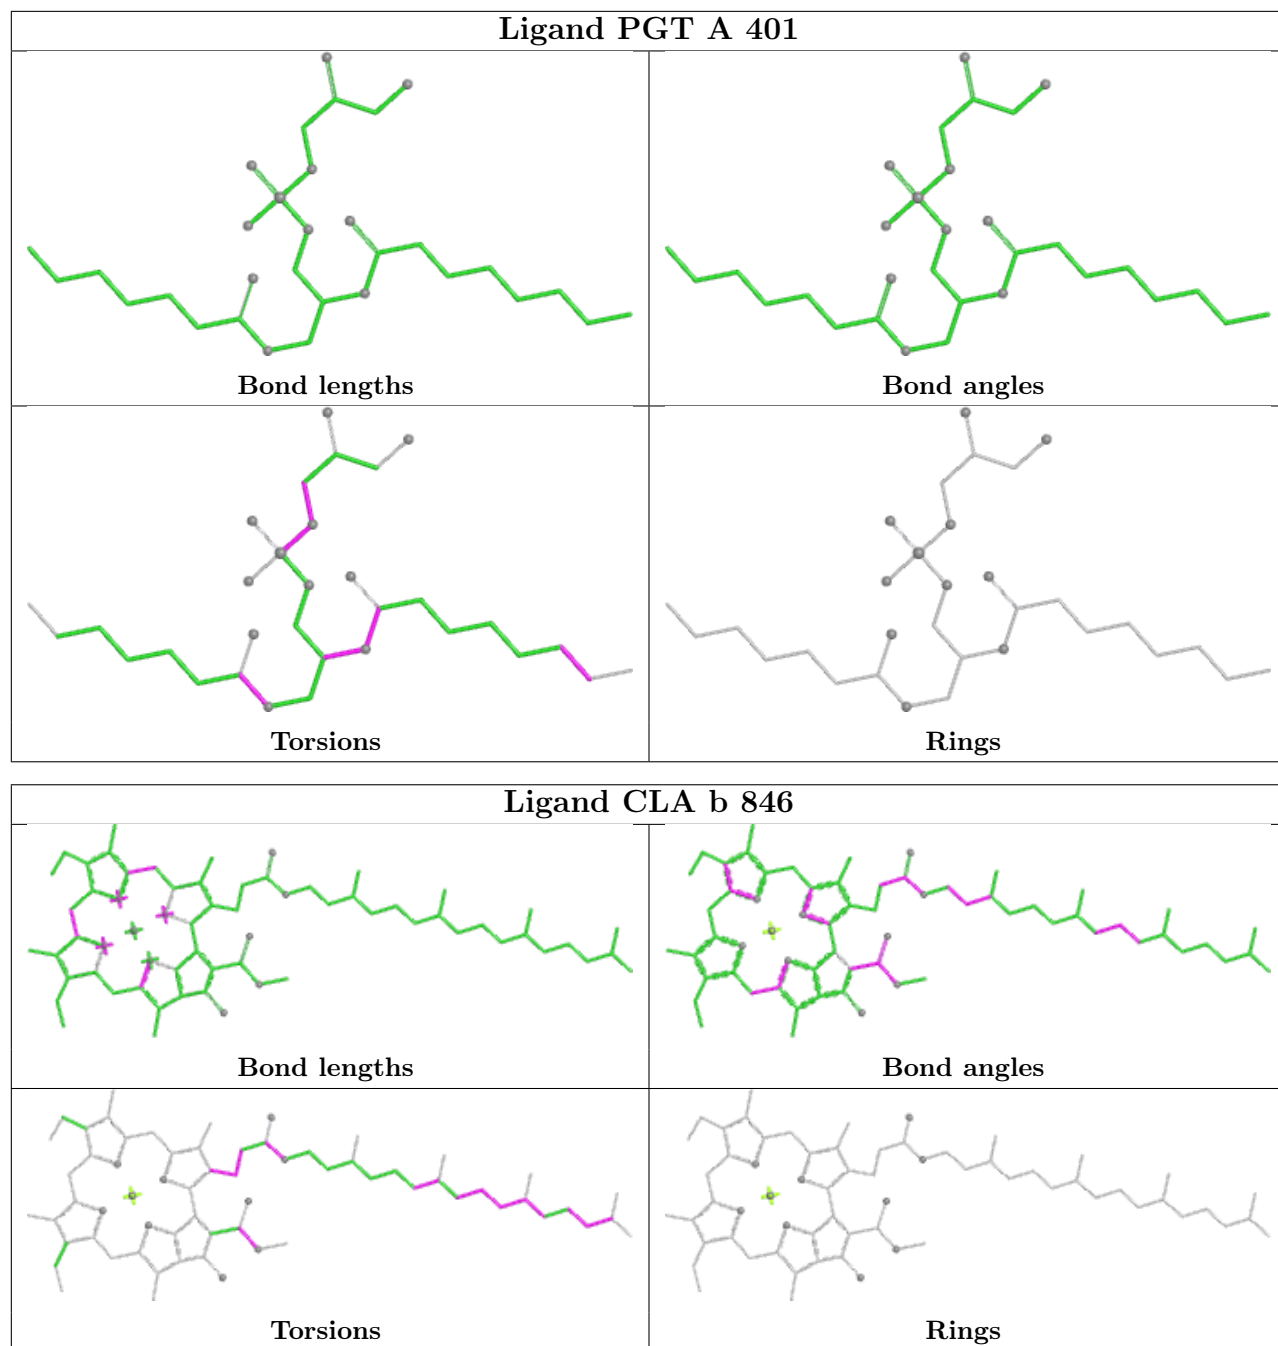 Ligand PGT A 401
Bond lengths
Bond angles
Torsions
Rings
Ligand CLA b 846
Bond lengths
Bond angles
Torsions
Rings